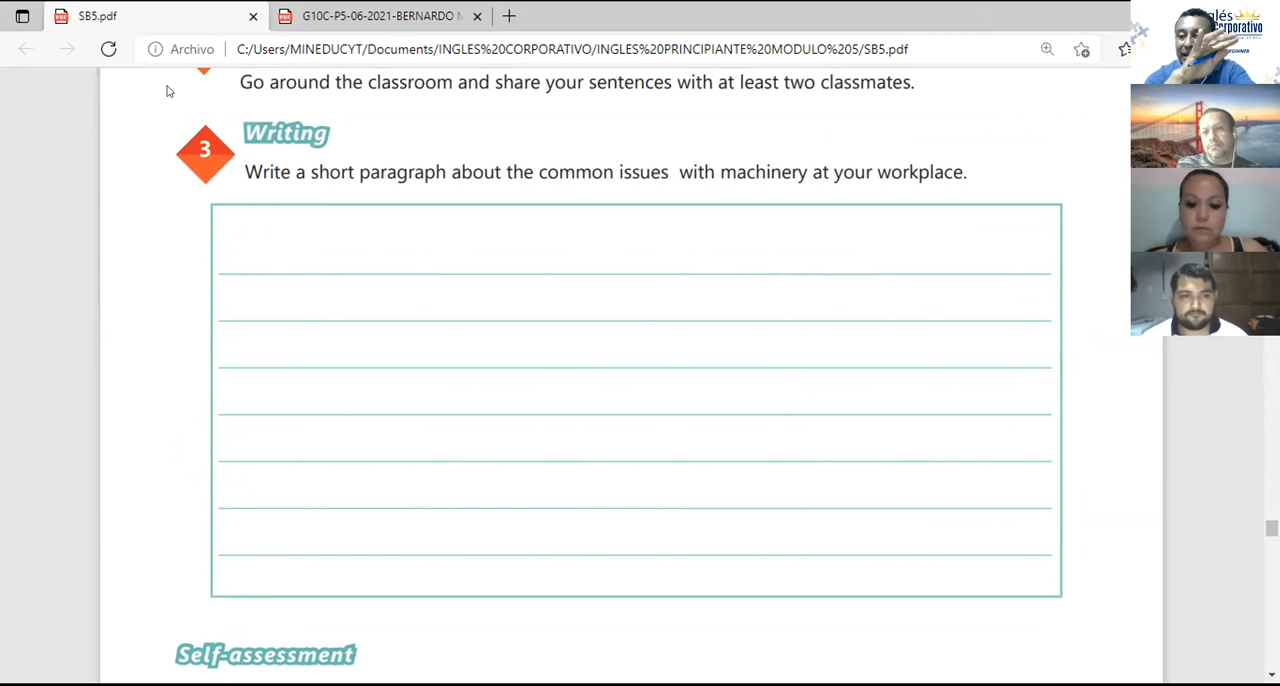 SB5.pdf
G10C-P5-06-2021-BERNARDO M
Archivo
C:/Users/MINEDUCYT/Documents/INGLES%20CORPORATIVO/INGLES%20PRINCIPIANTE%20MODULO%205/SB5.pdf
glés
Corporativo
Go around the classroom and share your sentences with at least two classmates.
3
Writing
Write a short paragraph about the common issues with machinery at your workplace.
Self-assessment